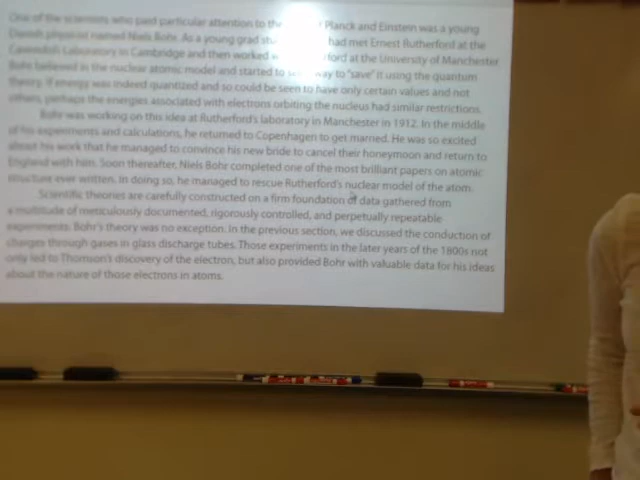 One of the scientists who paid particular attention to the Planck and Einstein was a young
Danish physicist named Niels Bohr. As a young grad stu had met Ernest Rutherford at the
Cavendish Laboratory in Cambridge and then worked ford at the University of Manchester
Bohr believed in the nuclear atomic model and started to way to "save" it using the quantum
theory. If energy was indeed quantized and so could be seen to have only certain values and not
others, perhaps the energies associated with electrons orbiting the nucleus had similar restrictions.
Bohr was working on this idea at Rutherford's laboratory in Manchester in 1912. In the middle
of his experiments and calculations, he returned to Copenhagen to get married. He was so excited
about his work that he managed to convince his new bride to cancel their honeymoon and return to
England with him. Soon thereafter, Niels Bohr completed one of the most brilliant papers on atomic
structure ever written. In doing so, he managed to rescue Rutherford's nuclear model of the atom.
Scientific theories are carefully constructed on a firm foundation of data gathered from
a multitude of meticulously documented, rigorously controlled, and perpetually repeatable
experiments. Bohr's theory was no exception. In the previous section, we discussed the conduction of
charges through gases in glass discharge tubes. Those experiments in the later years of the 1800s not
only led to Thomson's discovery of the electron, but also provided Bohr with valuable data for his ideas
about the nature of those electrons in atoms.